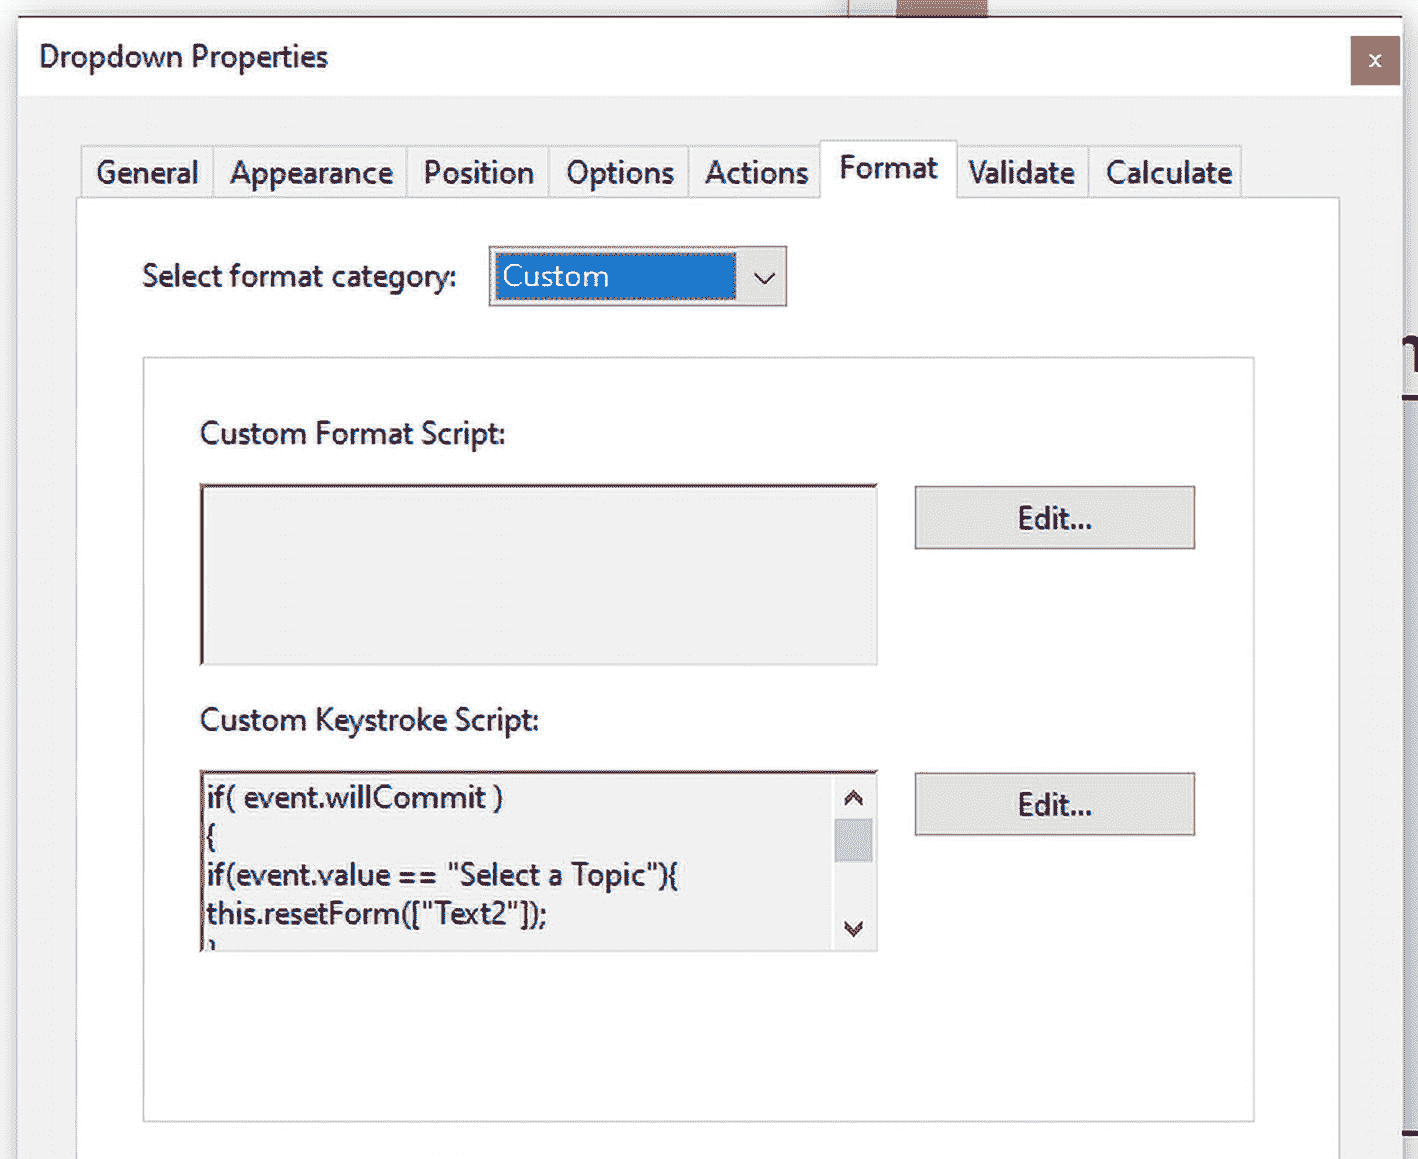 Dropdown Properties
x
General Appearance Position Options Actions Format Validate Calculate
Select format category: Custom
Custom Format Script:
Edit...
Custom Keystroke Script:
if( event.willCommit )
{
if(event.value == "Select a Topic"){
this.resetForm(["Text2"]);
Edit...